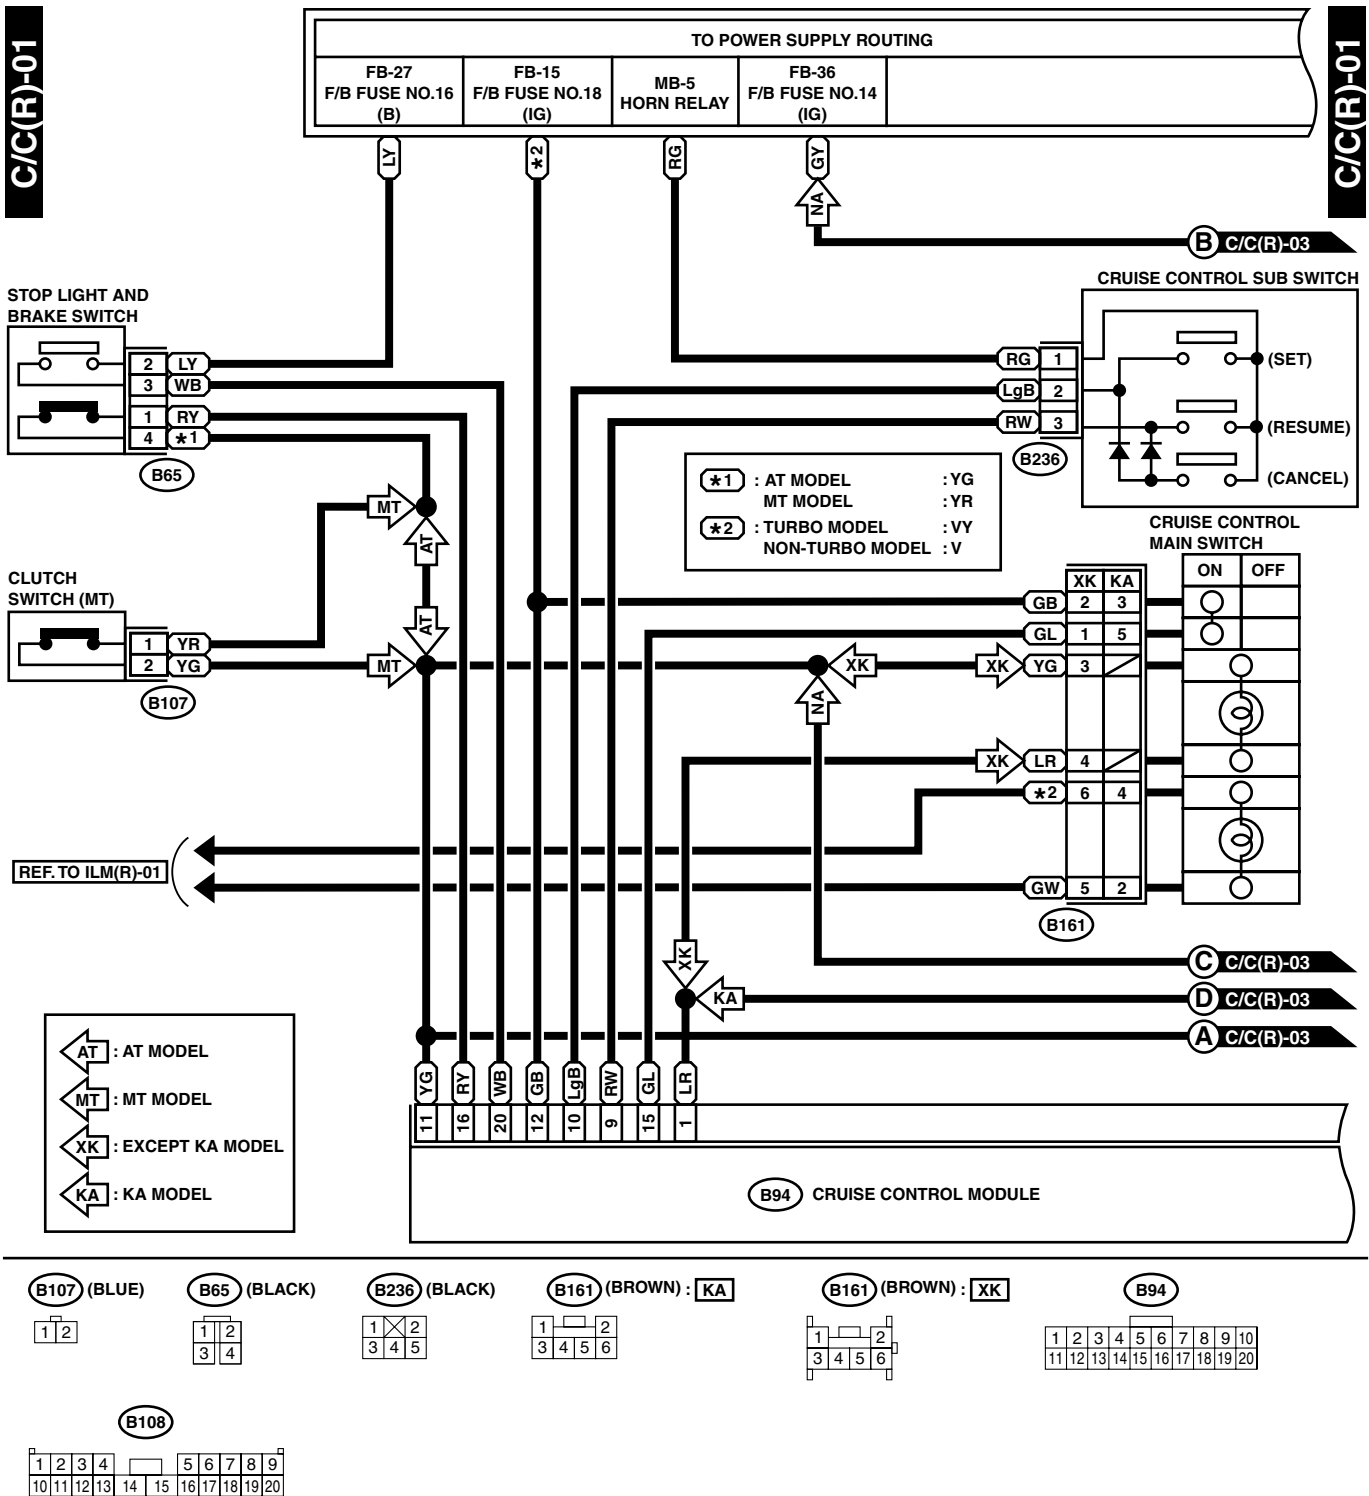 C/C(R)-01
C/C(R)-01
TO POWER SUPPLY ROUTING
FB-27
F/B FUSE NO.16
(B)
FB-15
F/B FUSE NO.18
(IG)
MB-5
HORN RELAY
FB-36
F/B FUSE NO.14
(IG)
LY
*2
RG
GY
NA
B C/C(R)-03
STOP LIGHT AND
BRAKE SWITCH
2 LY
3 WB
1 RY
4 *1
B65
CRUISE CONTROL SUB SWITCH
RG 1
LgB 2
RW 3
B236
(SET)
(RESUME)
(CANCEL)
*1 : AT MODEL : YG
MT MODEL : YR
*2 : TURBO MODEL : VY
NON-TURBO MODEL : V
MT
AT
AT
CLUTCH
SWITCH (MT)
1 YR
2 YG
B107
MT
CRUISE CONTROL
MAIN SWITCH
ON OFF
XK KA
GB 2 3
GL 1 5
XK XK YG 3
NA
XK LR 4
*2 6 4
GW 5 2
B161
REF. TO ILM(R)-01
C C/C(R)-03
XK
KA
D C/C(R)-03
A C/C(R)-03
AT : AT MODEL
MT : MT MODEL
XK : EXCEPT KA MODEL
KA : KA MODEL
YG RY WB GB LgB RW GL LR
11 16 20 12 10 9 15 1
B94 CRUISE CONTROL MODULE
B107 (BLUE)
1 2
B65 (BLACK)
1 2
3 4
B236 (BLACK)
1 2
3 4 5
B161 (BROWN) : KA
1 2
3 4 5 6
B161 (BROWN) : XK
1 2
3 4 5 6
B94
1 2 3 4 5 6 7 8 9 10
11 12 13 14 15 16 17 18 19 20
B108
1 2 3 4 5 6 7 8 9
10 11 12 13 14 15 16 17 18 19 20